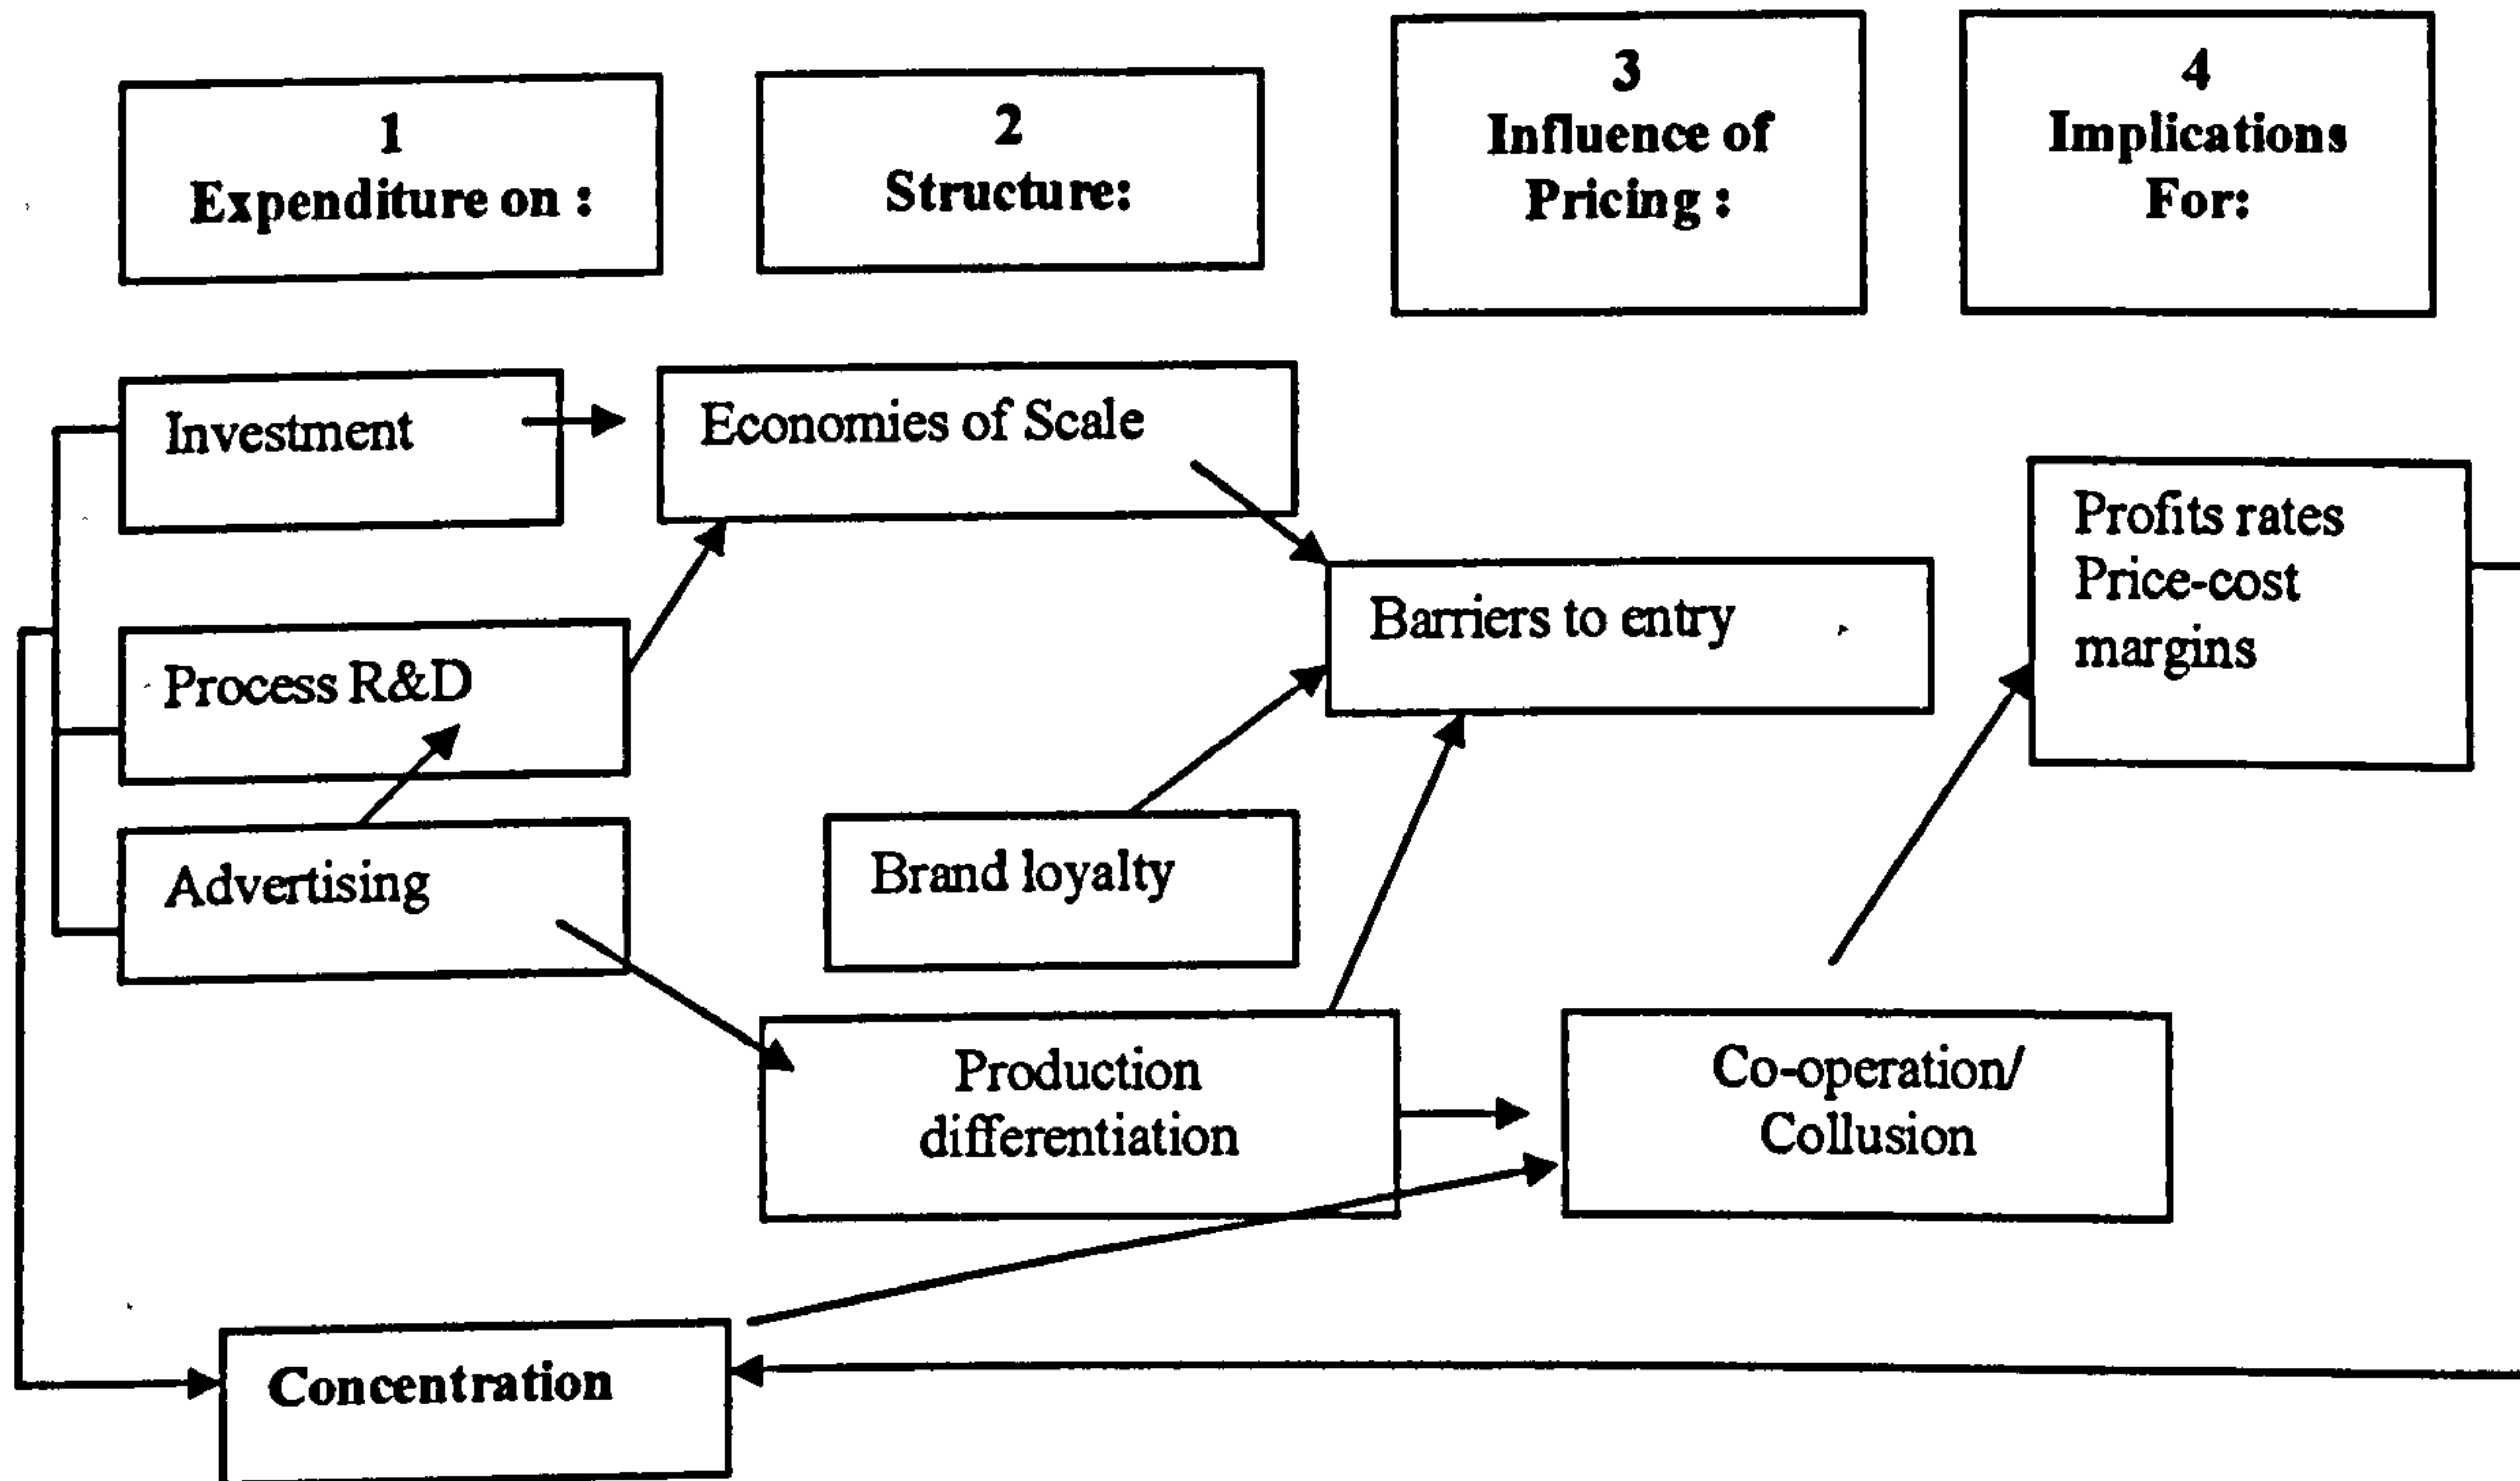 1
Expenditure on :
2
Structure:
3
Influence of
Pricing :
4
Implications
For:
Investment
Economies of Scale
Profits rates
Price-cost
margins
Barriers to entry
Process R&D
Advertising
Brand loyalty
Production
differentiation
Co-operation/
Collusion
Concentration